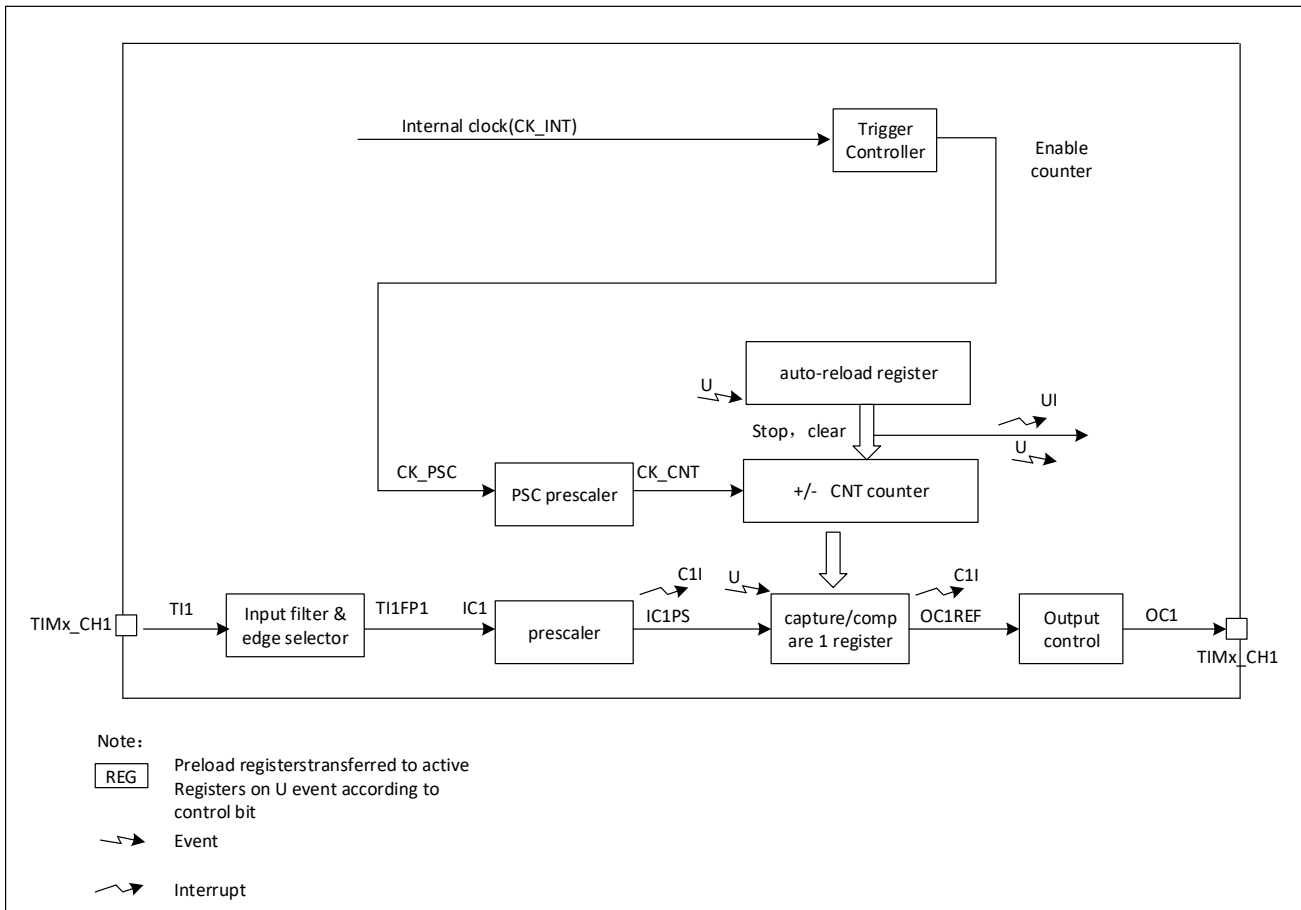 Internal clock(CK_INT)
Trigger
Controller
Enable
counter
auto-reload register
U
UI
Stop，clear
U
CK_PSC
CK_CNT
PSC prescaler
+/-   CNT counter
C1I
U
C1I
TIMx_CH1
TI1
Input filter &
edge selector
TI1FP1
IC1
prescaler
IC1PS
capture/comp
are 1 register
OC1REF
Output
control
OC1
TIMx_CH1
Note：
REG
Preload registerstransferred to active
Registers on U event according to
control bit
Event
Interrupt